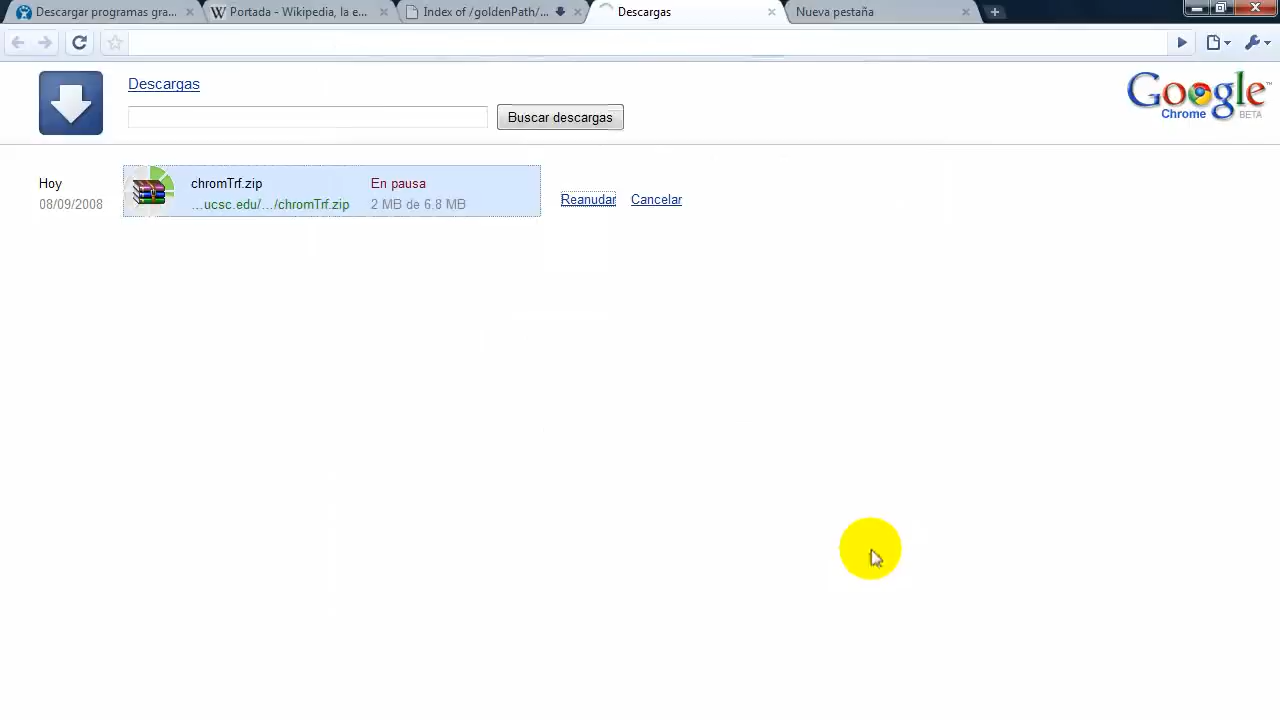 Descargar programas gra...
Portada - Wikipedia, la e...
Index of /goldenPath/...
Descargas
Nueva pestaña
Descargas
Buscar descargas
Google
Chrome BETA
Hoy
chromTrf.zip
En pausa
08/09/2008
...ucsc.edu/.../chromTrf.zip
2 MB de 6.8 MB
Reanudar
Cancelar